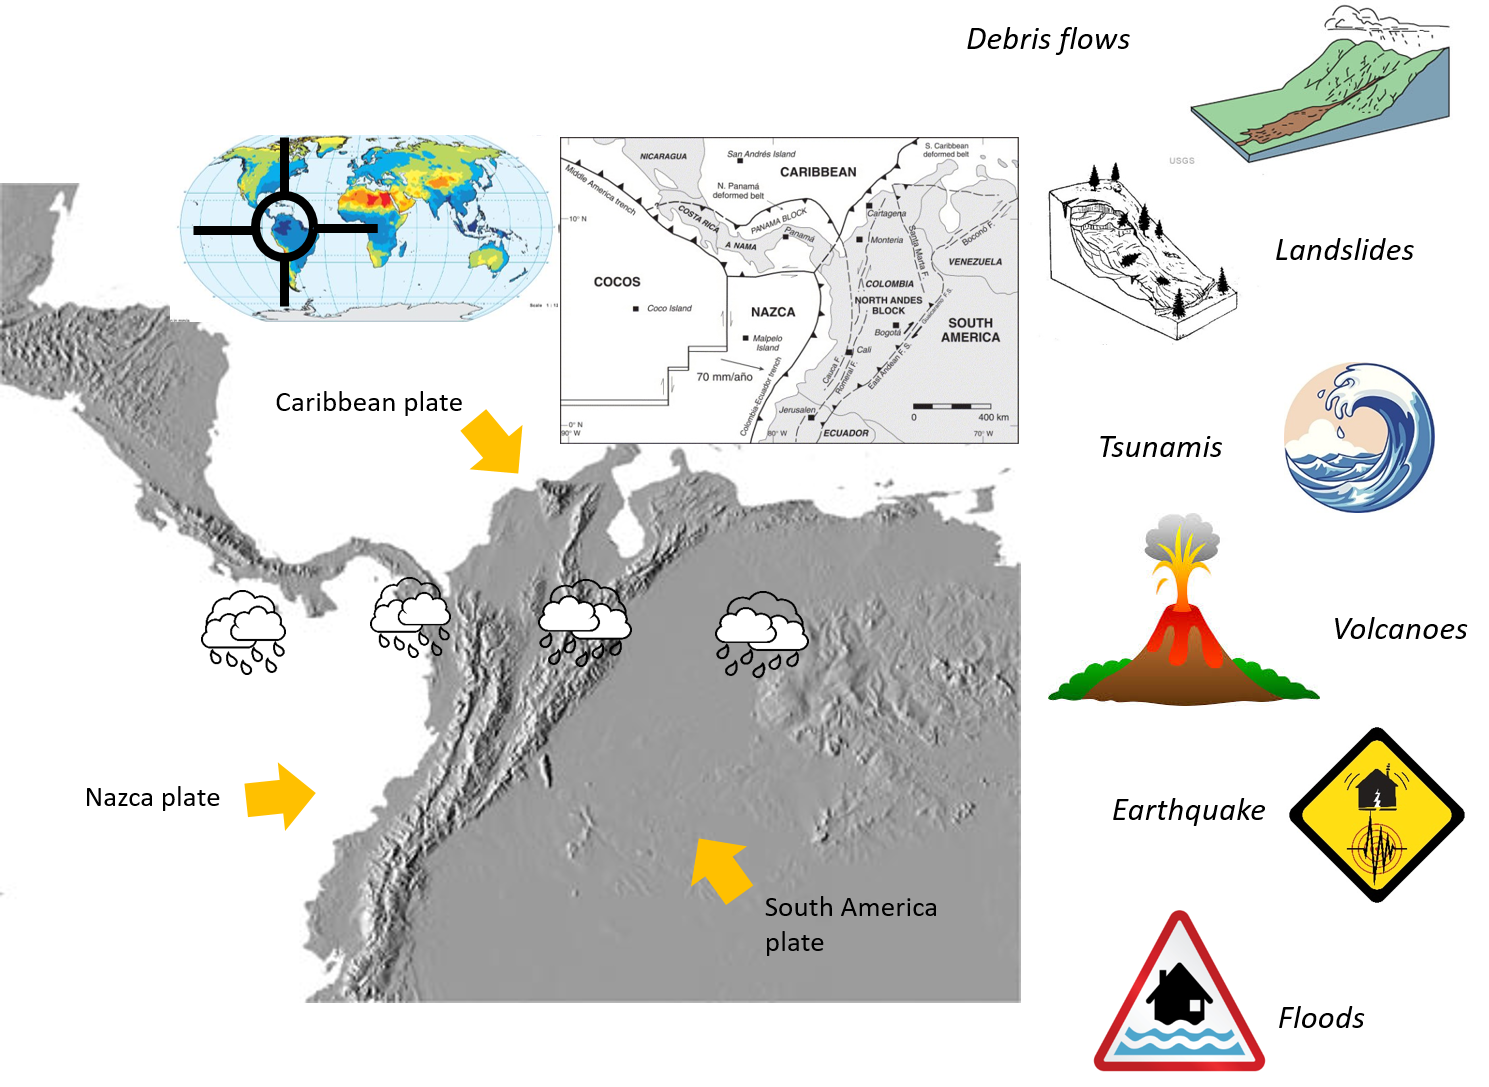 Debris flows
USGS
Landslides
Tsunamis
Volcanoes
Earthquake
Floods
Caribbean plate
Nazca plate
South America
plate
NICARAGUA
San Andrés Island
CARIBBEAN
S. Caribbean
deformed belt
Middle America trench
N. Panamá
deformed belt
10° N
COSTA RICA
PANAMA BLOCK
Cartagena
Santa Marta F.
Boconó F.
A NAMA
Panamá
Montería
VENEZUELA
COCOS
COLOMBIA
Coco Island
NAZCA
NORTH ANDES
BLOCK
Bogotá
SOUTH
AMERICA
Malpelo
Island
Cali
70 mm/año
Cauca F.
Romeral F.
East Andean F. S.
Colombia-Ecuador trench
Jerusalen
400 km
0° N
90° W
80° W
ECUADOR
70° W